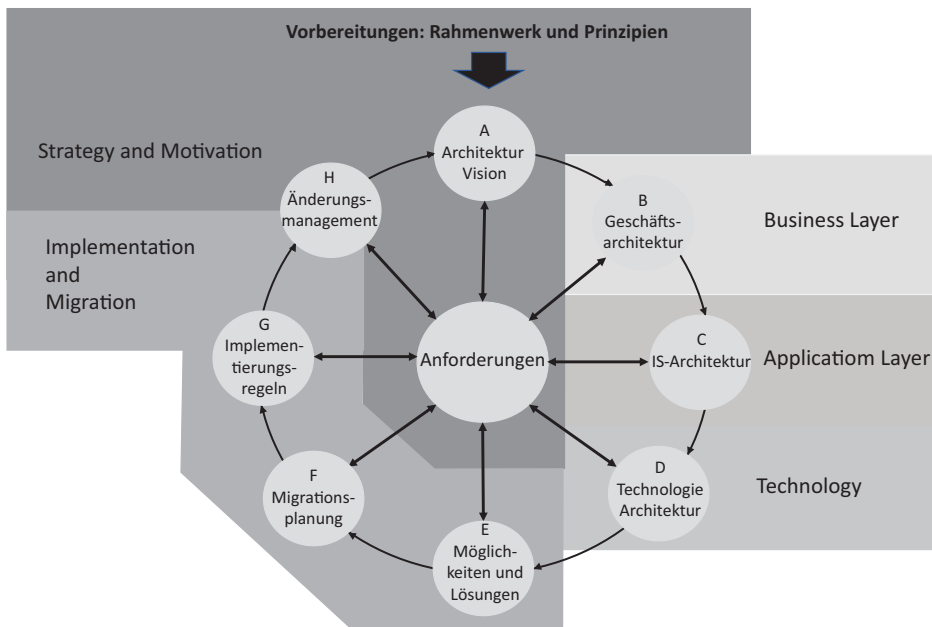 Vorbereitungen: Rahmenwerk und Prinzipien
Strategy and Motivation
A
Architektur
Vision
H
Änderungs-
management
B
Geschäfts-
architektur
Business Layer
Implementation
and
Migration
G
Implemen-
tierungs-
regeln
Anforderungen
C
IS-Architektur
Applicatiom Layer
F
Migrations-
planung
D
Technologie
Architektur
Technology
E
Möglich-
keiten und
Lösungen